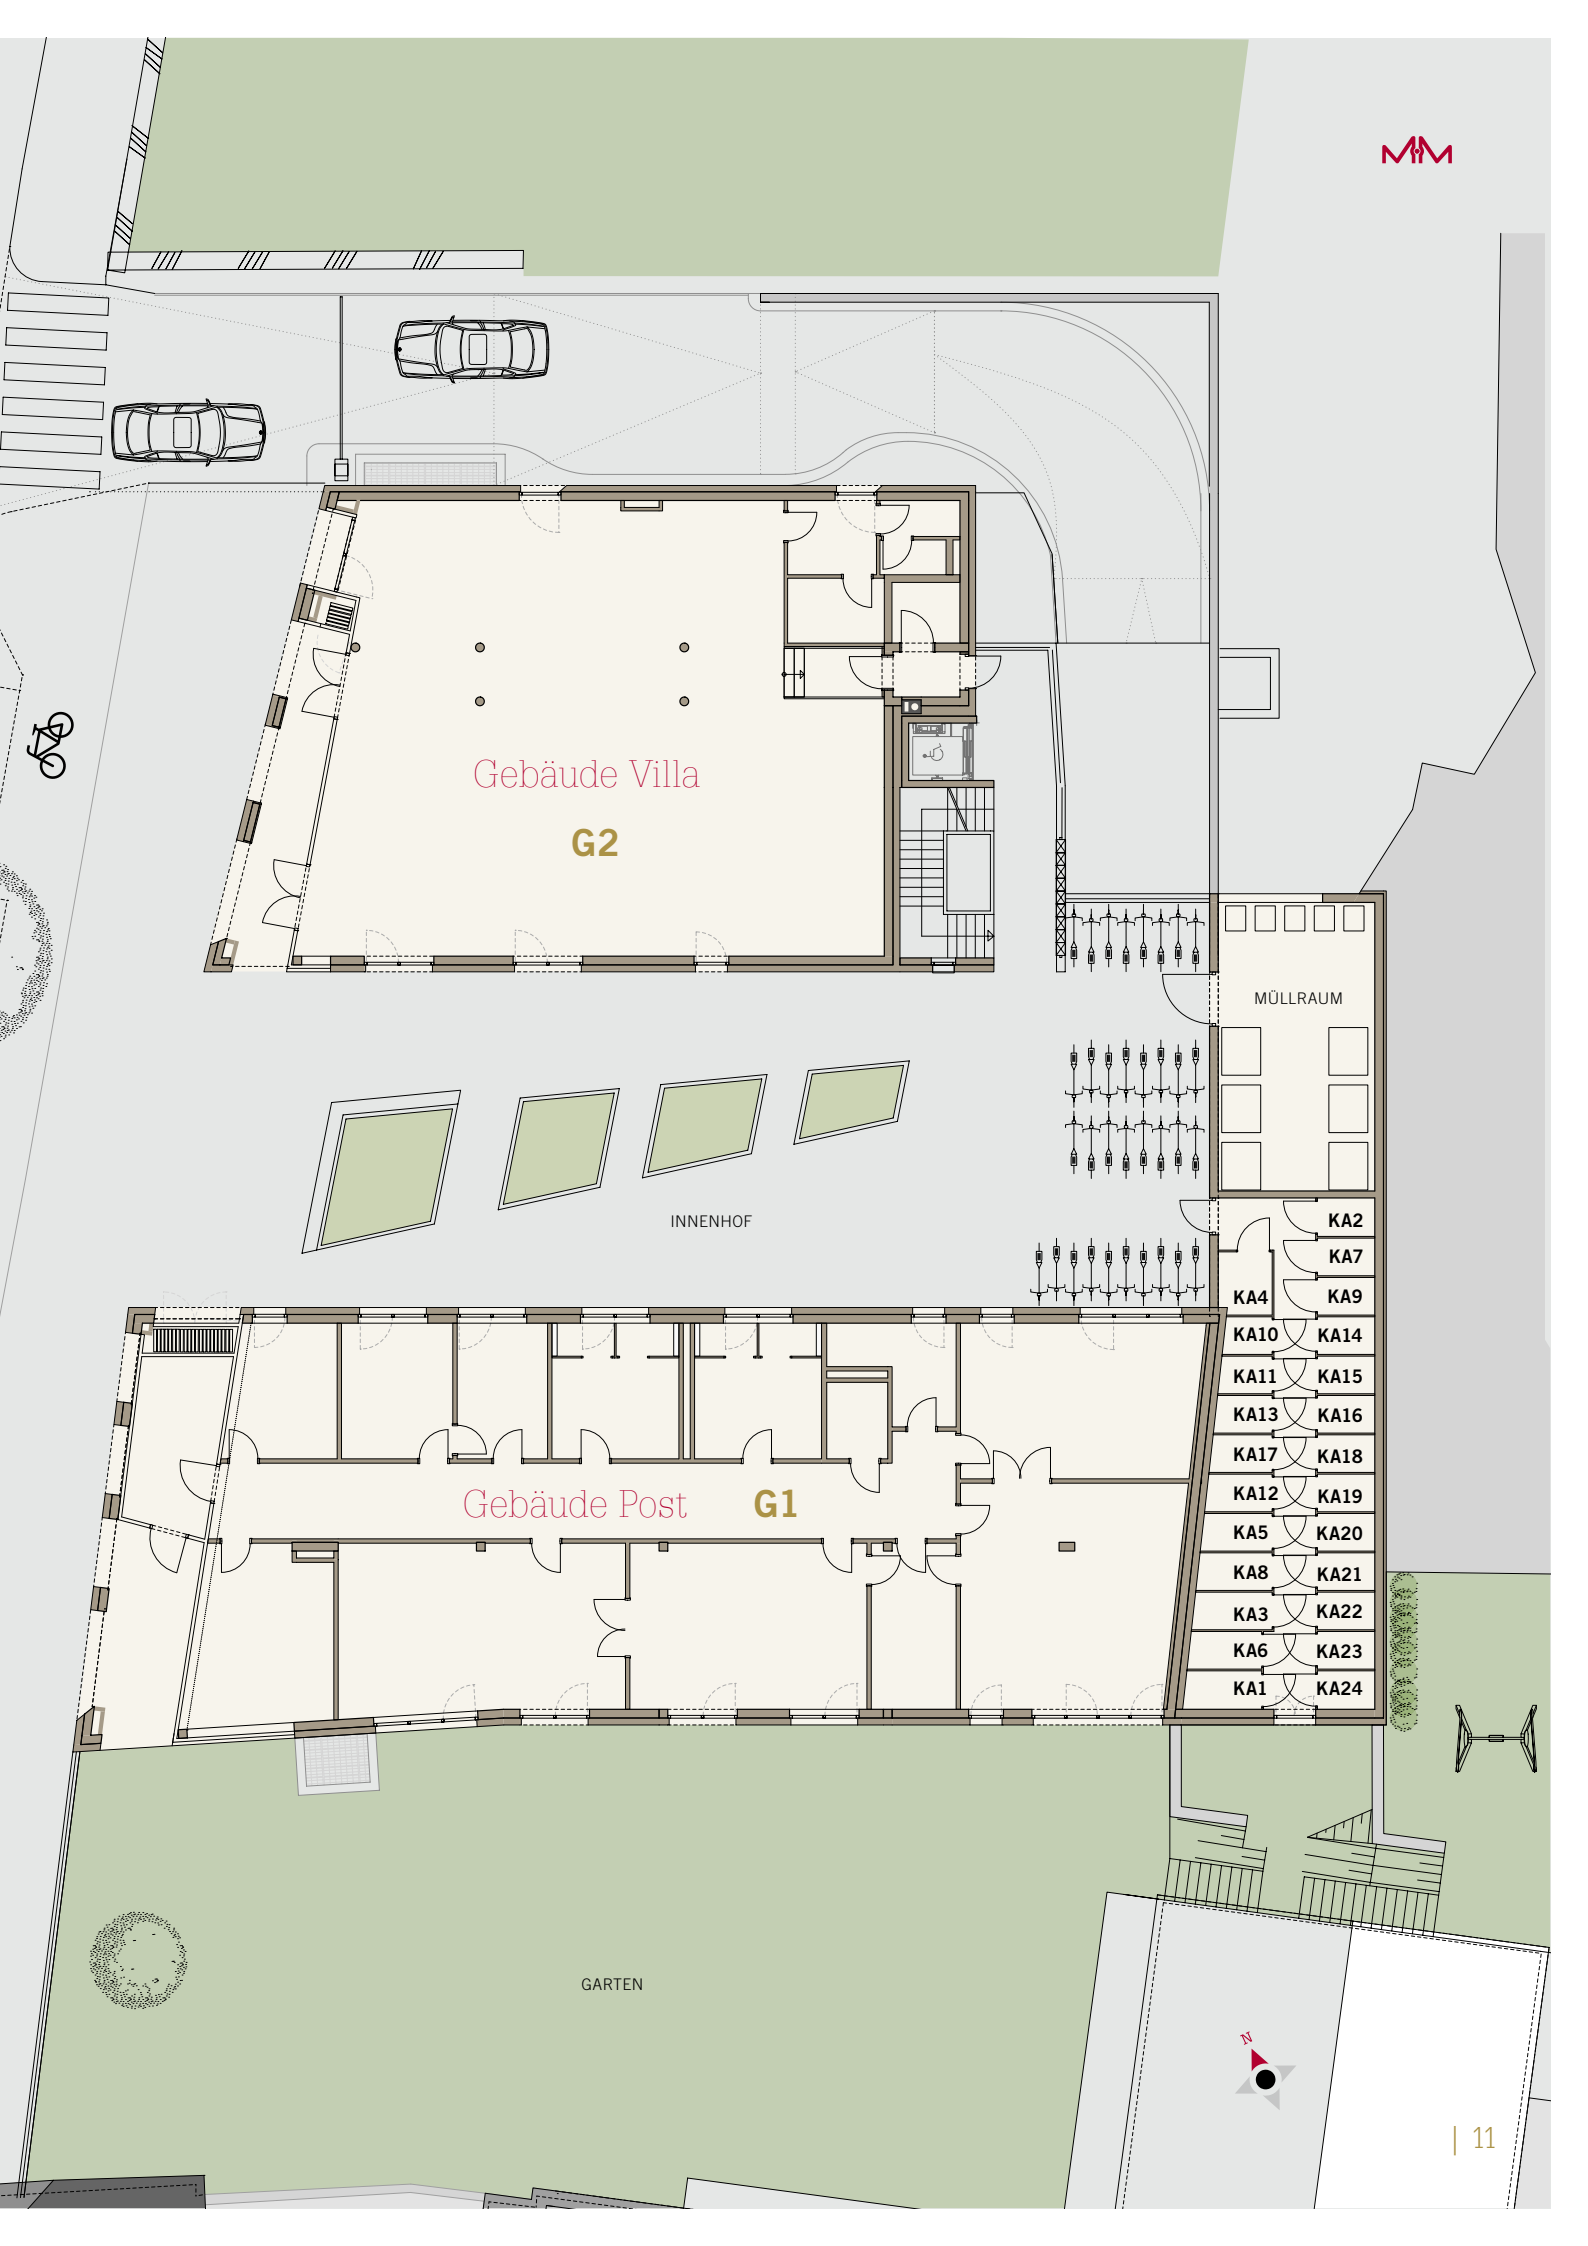 Gebäude Villa
G2
MÜLLRAUM
INNENHOF
KA2
KA7
KA4 KA9
KA10 KA14
KA11 KA15
KA13 KA16
KA17 KA18
KA12 KA19
KA5 KA20
KA8 KA21
KA3 KA22
KA6 KA23
KA1 KA24
Gebäude Post G1
GARTEN
N
| 11